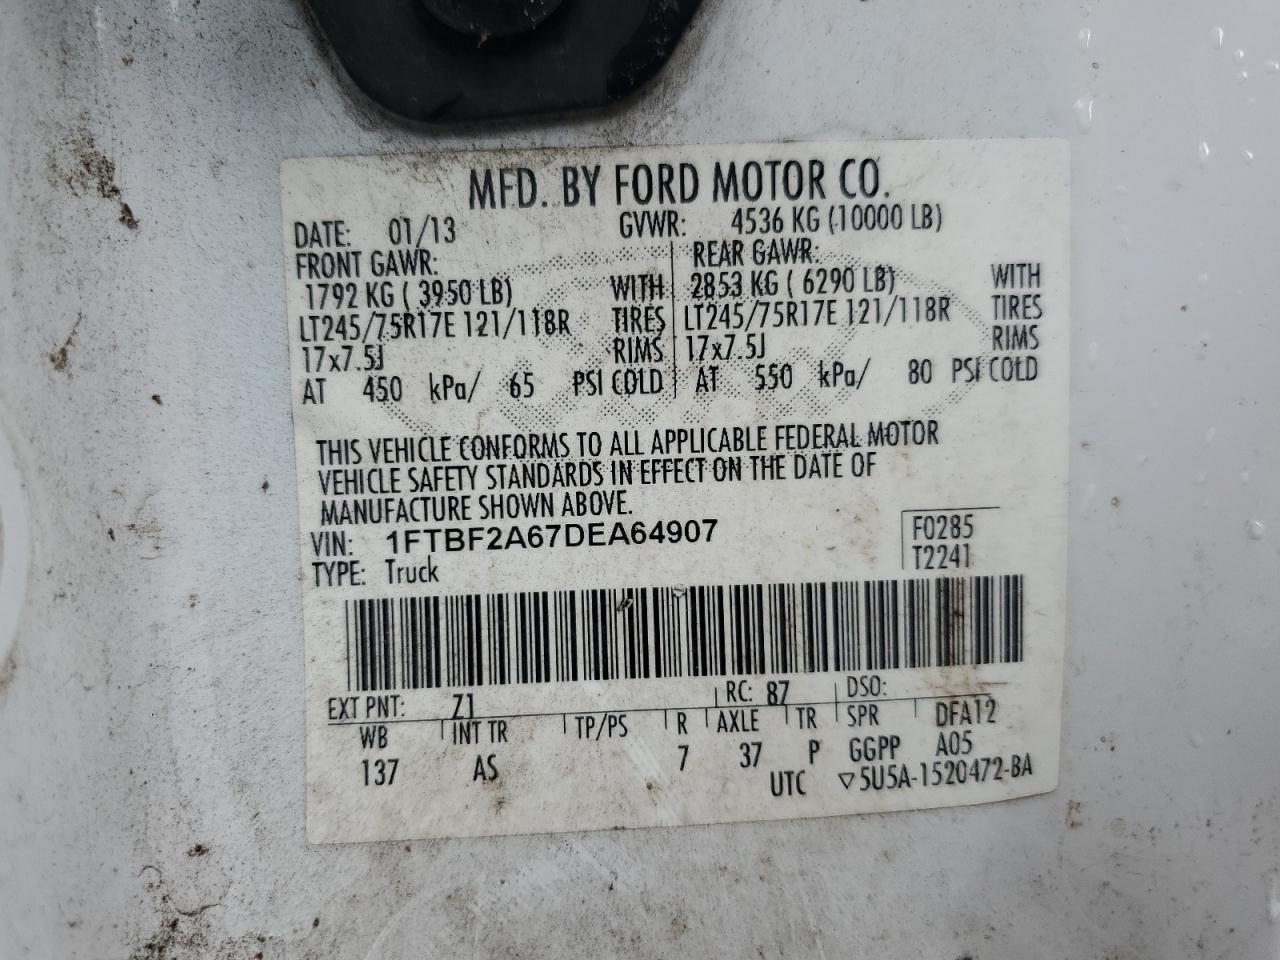 MFD. BY FORD MOTOR CO.
DATE: 01/13 GVWR: 4536 KG (10000 LB)
FRONT GAWR: REAR GAWR:
1792 KG ( 3950 LB) WITH 2853 KG ( 6290 LB) WITH
LT245/75R17E 121/118R TIRES LT245/75R17E 121/118R TIRES
17x7.5J RIMS 17x7.5J RIMS
AT 450 kPa/ 65 PSI COLD AT 550 kPa/ 80 PSI COLD
THIS VEHICLE CONFORMS TO ALL APPLICABLE FEDERAL MOTOR
VEHICLE SAFETY STANDARDS IN EFFECT ON THE DATE OF
MANUFACTURE SHOWN ABOVE.
VIN: 1FTBF2A67DEA64907 F0285
TYPE: Truck T2241
EXT PNT: Z1 RC: 87 DSO:
WB INT TR TP/PS R AXLE TR SPR DFA12
137 AS 7 37 P GGPP A05
UTC ▽5U5A-1520472-BA